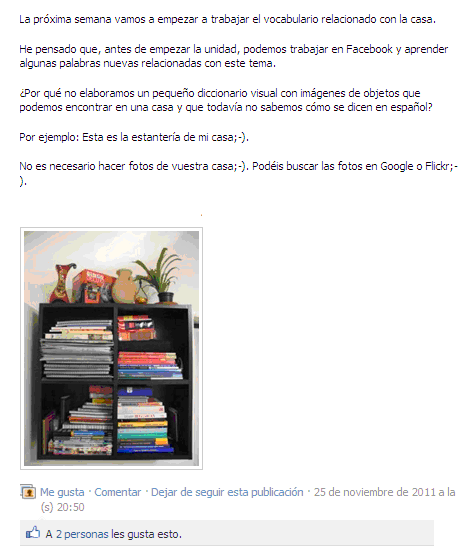 La próxima semana vamos a empezar a trabajar el vocabulario relacionado con la casa.
He pensado que, antes de empezar la unidad, podemos trabajar en Facebook y aprender
algunas palabras nuevas relacionadas con este tema.
¿Por qué no elaboramos un pequeño diccionario visual con imágenes de objetos que
podemos encontrar en una casa y que todavía no sabemos cómo se dicen en español?
Por ejemplo: Esta es la estantería de mi casa;-).
No es necesario hacer fotos de vuestra casa;-). Podéis buscar las fotos en Google o Flickr;-
).
Me gusta · Comentar · Dejar de seguir esta publicación · 25 de noviembre de 2011 a la
(s) 20:50
A 2 personas les gusta esto.